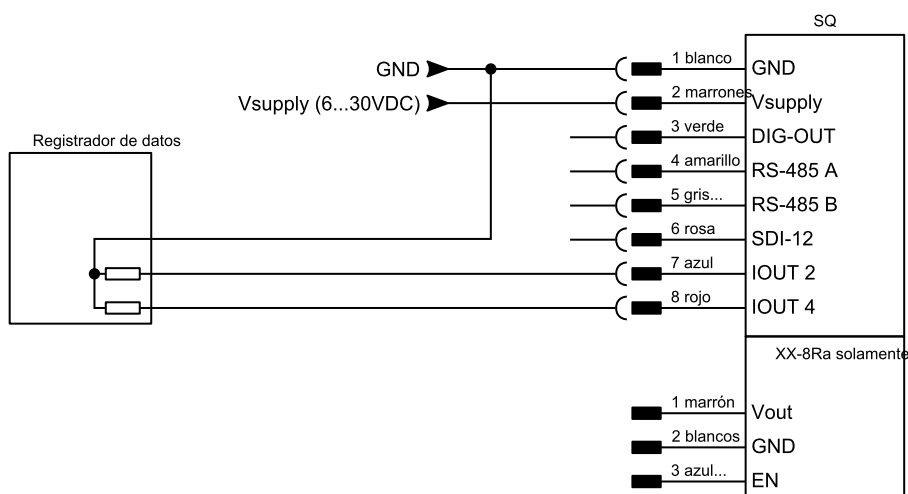 SQ
GND
1 blanco
GND
Vsupply (6...30VDC)
2 marrones
Vsupply
Registrador de datos
3 verde
DIG-OUT
4 amarillo
RS-485 A
5 gris...
RS-485 B
6 rosa
SDI-12
7 azul
IOUT 2
8 rojo
IOUT 4
XX-8Ra solamente
1 marrón
Vout
2 blancos
GND
3 azul...
EN